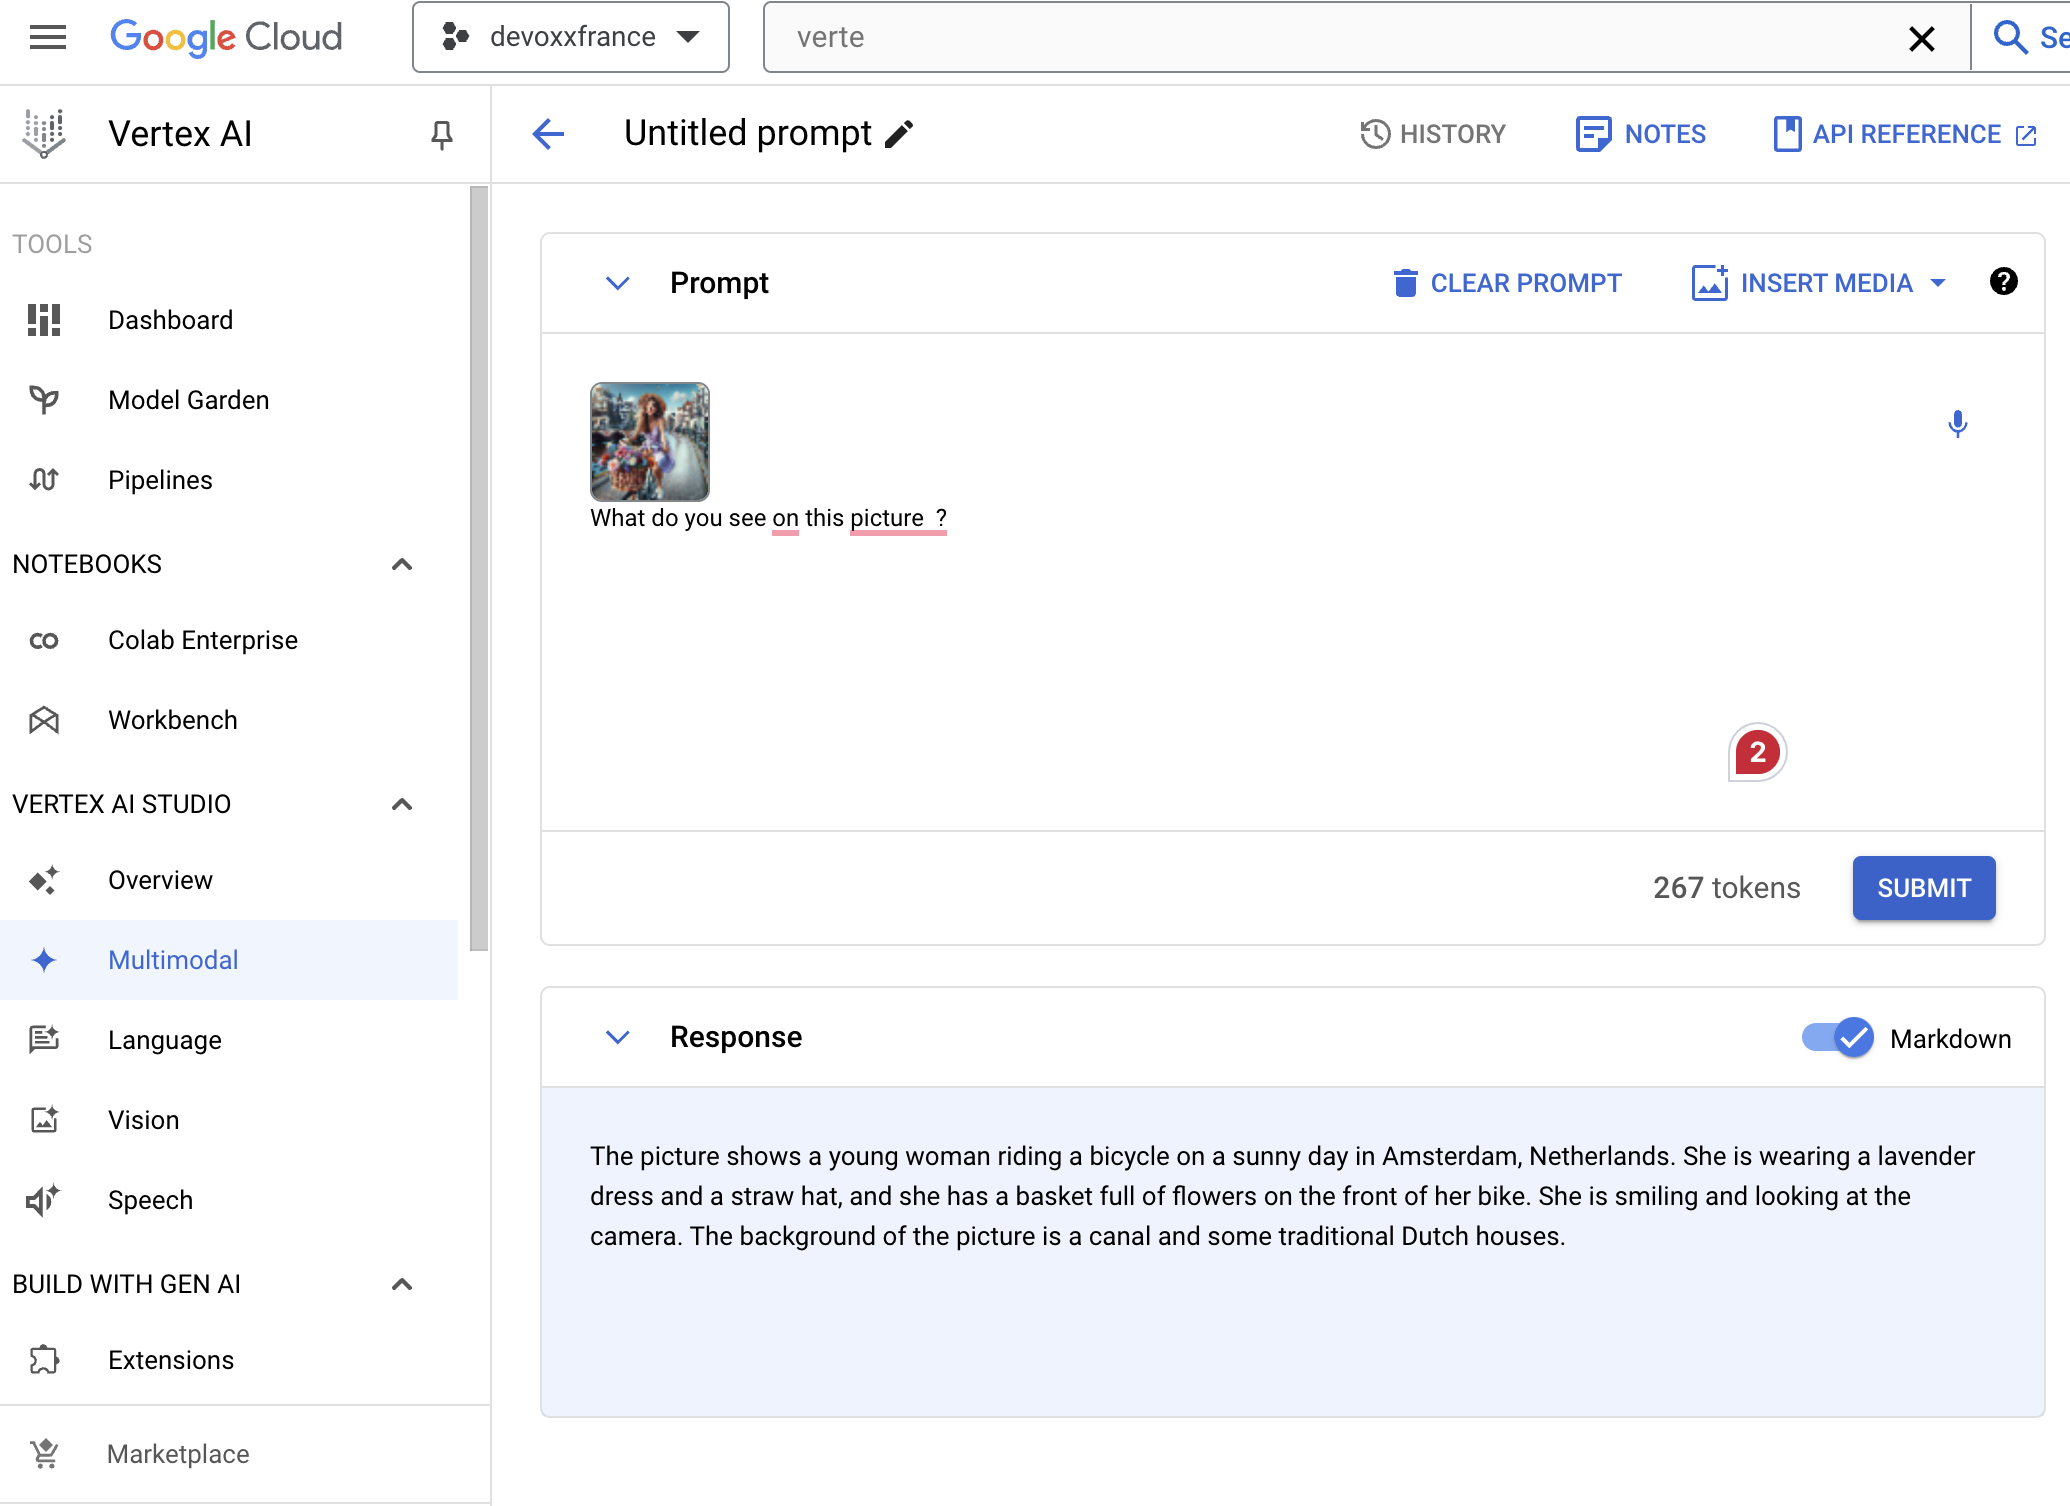 Google Cloud
devoxxfrance
verte
Se
Vertex AI
Untitled prompt
HISTORY
NOTES
API REFERENCE
TOOLS
Dashboard
Model Garden
Pipelines
NOTEBOOKS
Colab Enterprise
Workbench
VERTEX AI STUDIO
Overview
Multimodal
Language
Vision
Speech
BUILD WITH GEN AI
Extensions
Marketplace
Prompt
CLEAR PROMPT
INSERT MEDIA
?
What do you see on this picture  ?
2
267 tokens
SUBMIT
Response
Markdown
The picture shows a young woman riding a bicycle on a sunny day in Amsterdam, Netherlands. She is wearing a lavender
dress and a straw hat, and she has a basket full of flowers on the front of her bike. She is smiling and looking at the
camera. The background of the picture is a canal and some traditional Dutch houses.